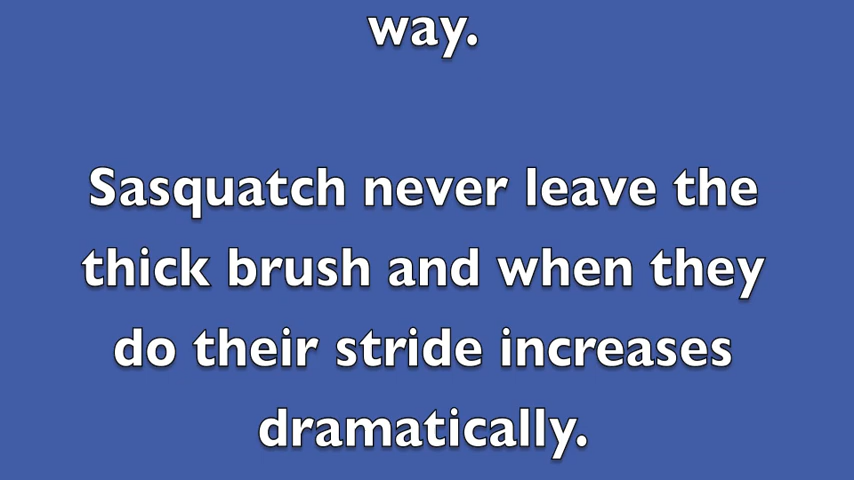 way.
Sasquatch never leave the
thick brush and when they
do their stride increases
dramatically.